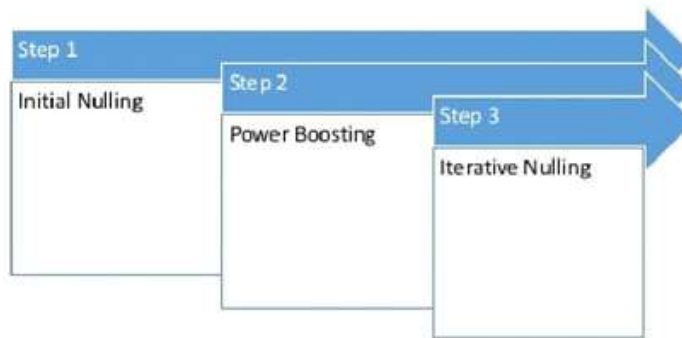 Step 1
Initial Nulling
Step 2
Power Boosting
Step 3
Iterative Nulling